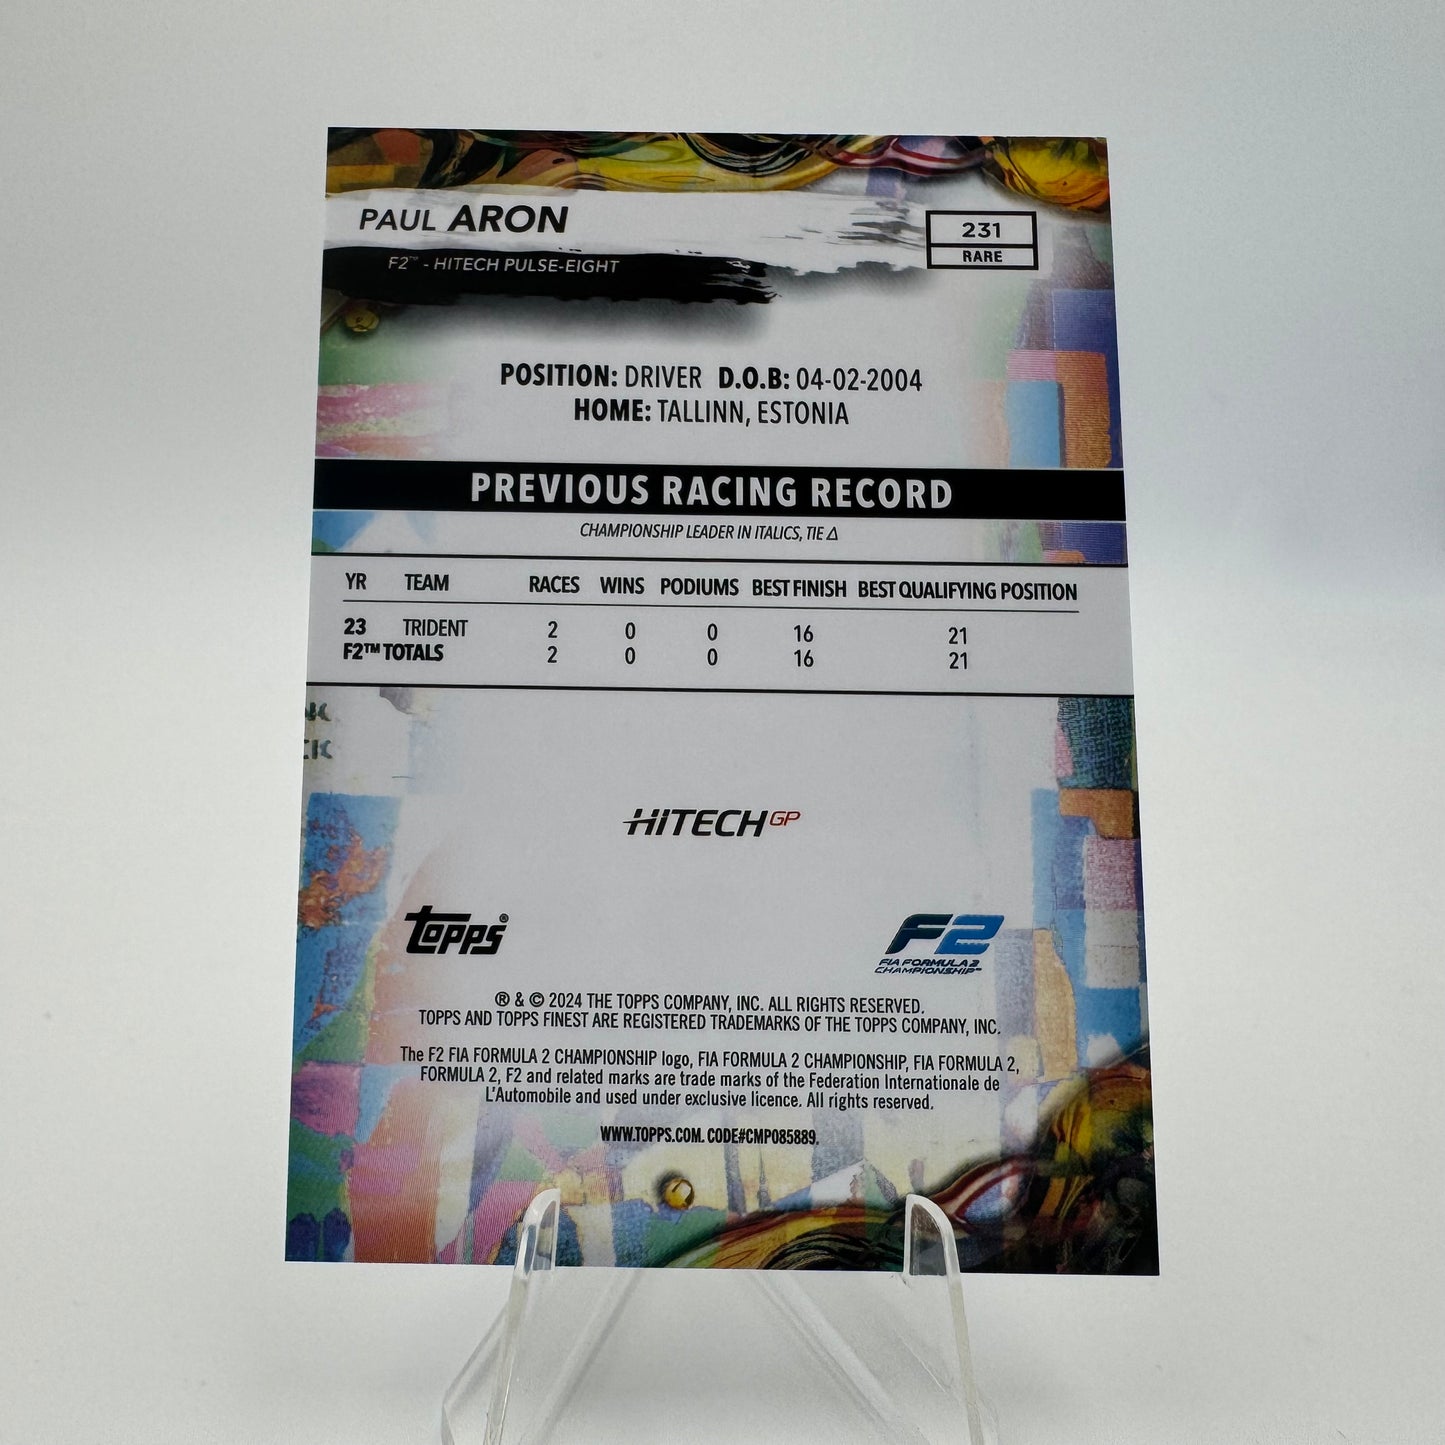 PAUL ARON
F2™ - HITECH PULSE-EIGHT
231
RARE
POSITION: DRIVER D.O.B: 04-02-2004
HOME: TALLINN, ESTONIA
PREVIOUS RACING RECORD
CHAMPIONSHIP LEADER IN ITALICS, TIE Δ
YR TEAM RACES WINS PODIUMS BEST FINISH BEST QUALIFYING POSITION
23 TRIDENT 2 0 0 16 21
F2™ TOTALS 2 0 0 16 21
HITECH GP
TOPPS®
F2
FIA FORMULA 2
CHAMPIONSHIP™
® & © 2024 THE TOPPS COMPANY, INC. ALL RIGHTS RESERVED.
TOPPS AND TOPPS FINEST ARE REGISTERED TRADEMARKS OF THE TOPPS COMPANY, INC.
The F2 FIA FORMULA 2 CHAMPIONSHIP logo, FIA FORMULA 2 CHAMPIONSHIP, FIA FORMULA 2,
FORMULA 2, F2 and related marks are trade marks of the Federation Internationale de
L'Automobile and used under exclusive licence. All rights reserved.
WWW.TOPPS.COM. CODE#CMP085889.